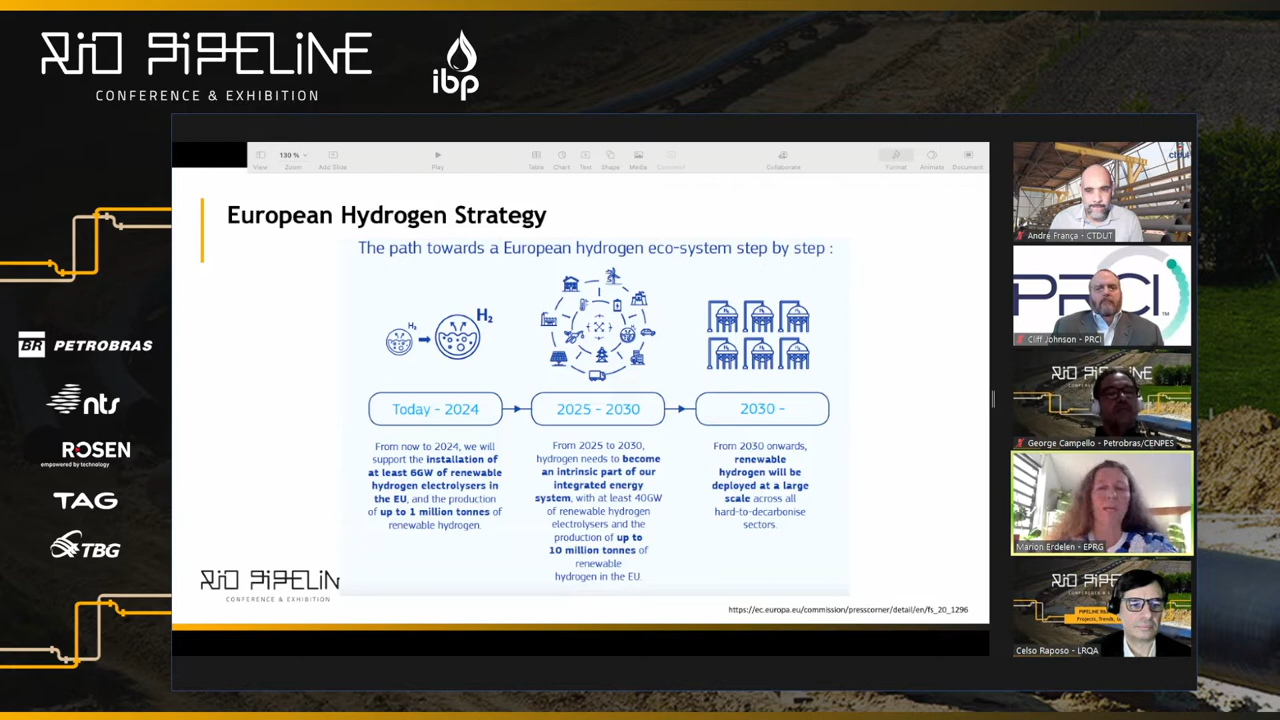 RIO PIPELINE
CONFERENCE & EXHIBITION
ibp
130 %
View
Zoom
Add Slide
Play
Table
Chart
Text
Shape
Media
Comment
Collaborate
Format
Animate
Document
European Hydrogen Strategy
The path towards a European hydrogen eco-system step by step :
H₂
H₂
Today - 2024
2025 - 2030
2030 -
From now to 2024, we will
support the installation of
at least 6GW of renewable
hydrogen electrolysers in
the EU, and the production
of up to 1 million tonnes of
renewable hydrogen.
From 2025 to 2030,
hydrogen needs to become
an intrinsic part of our
integrated energy
system, with at least 40GW
of renewable hydrogen
electrolysers and the
production of up to
10 million tonnes of
renewable
hydrogen in the EU.
From 2030 onwards,
renewable
hydrogen will be
deployed at a large
scale across all
hard-to-decarbonise
sectors.
RIO PIPELIN
CONFERENCE & EXHIBITION
https://ec.europa.eu/commission/presscorner/detail/en/fs_20_1296
BR PETROBRAS
nts
ROSEN
empowered by technology
TAG
TBG
André França - CTDUT
PRCI
TM
Cliff Johnson - PRCI
George Campello - Petrobras/CENPES
Marion Erdelen - EPRG
Celso Raposo - LRQA